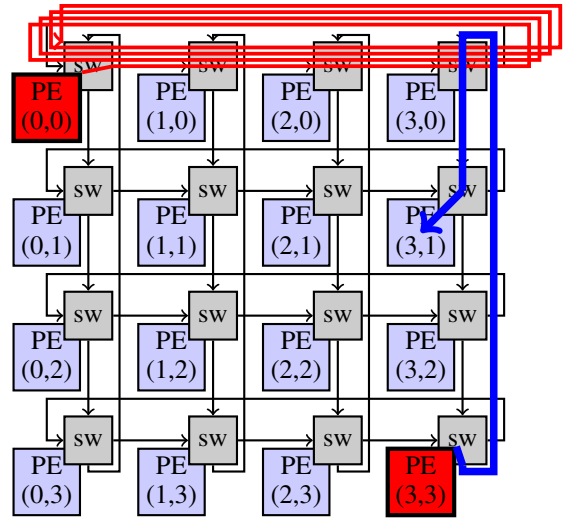 sw sw sw sw
PE PE PE PE
(0,0) (1,0) (2,0) (3,0)
sw sw sw sw
PE PE PE PE
(0,1) (1,1) (2,1) (3,1)
sw sw sw sw
PE PE PE PE
(0,2) (1,2) (2,2) (3,2)
sw sw sw sw
PE PE PE PE
(0,3) (1,3) (2,3) (3,3)